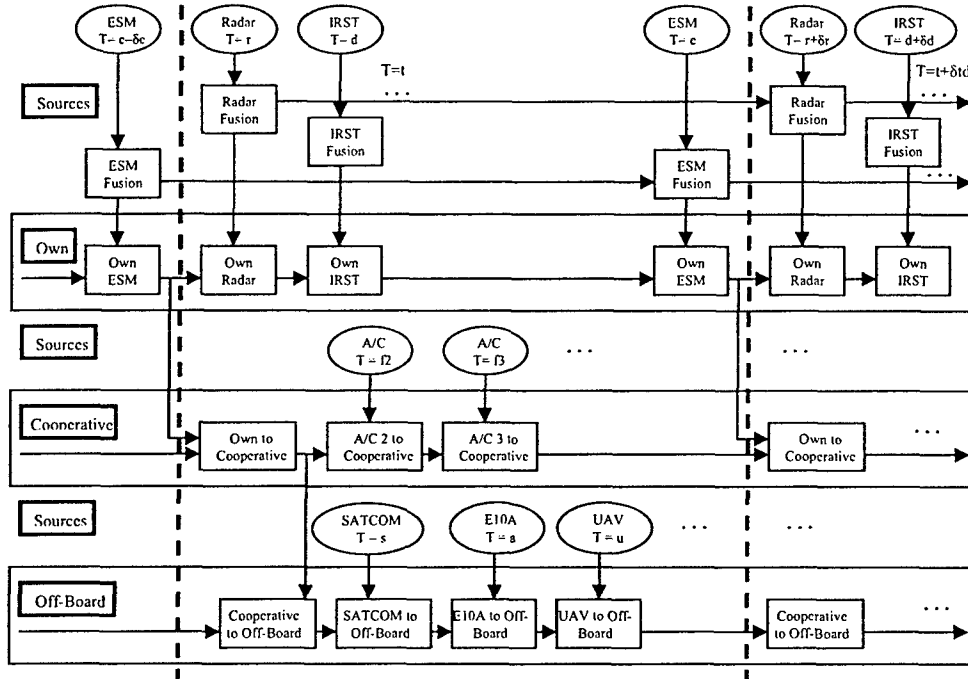 ESM
T= c-δc
Radar
T= r
IRST
T- d
ESM
T= c
Radar
T- r+δr
IRST
T= d+δd
T=t
...
T=t+δtd
...
Sources
Radar
Fusion
IRST
Fusion
Radar
Fusion
IRST
Fusion
ESM
Fusion
ESM
Fusion
...
Own
Own
ESM
Own
Radar
Own
IRST
Own
ESM
Own
Radar
Own
IRST
Sources
A/C
T= f2
A/C
T= f3
...
...
Cooperative
Own to
Cooperative
A/C 2 to
Cooperative
A/C 3 to
Cooperative
Own to
Cooperative
...
Sources
SATCOM
T- s
E10A
T= a
UAV
T= u
...
...
Off-Board
Cooperative
to Off-Board
SATCOM to
Off-Board
E10A to Off-
Board
UAV to Off-
Board
Cooperative
to Off-Board
...